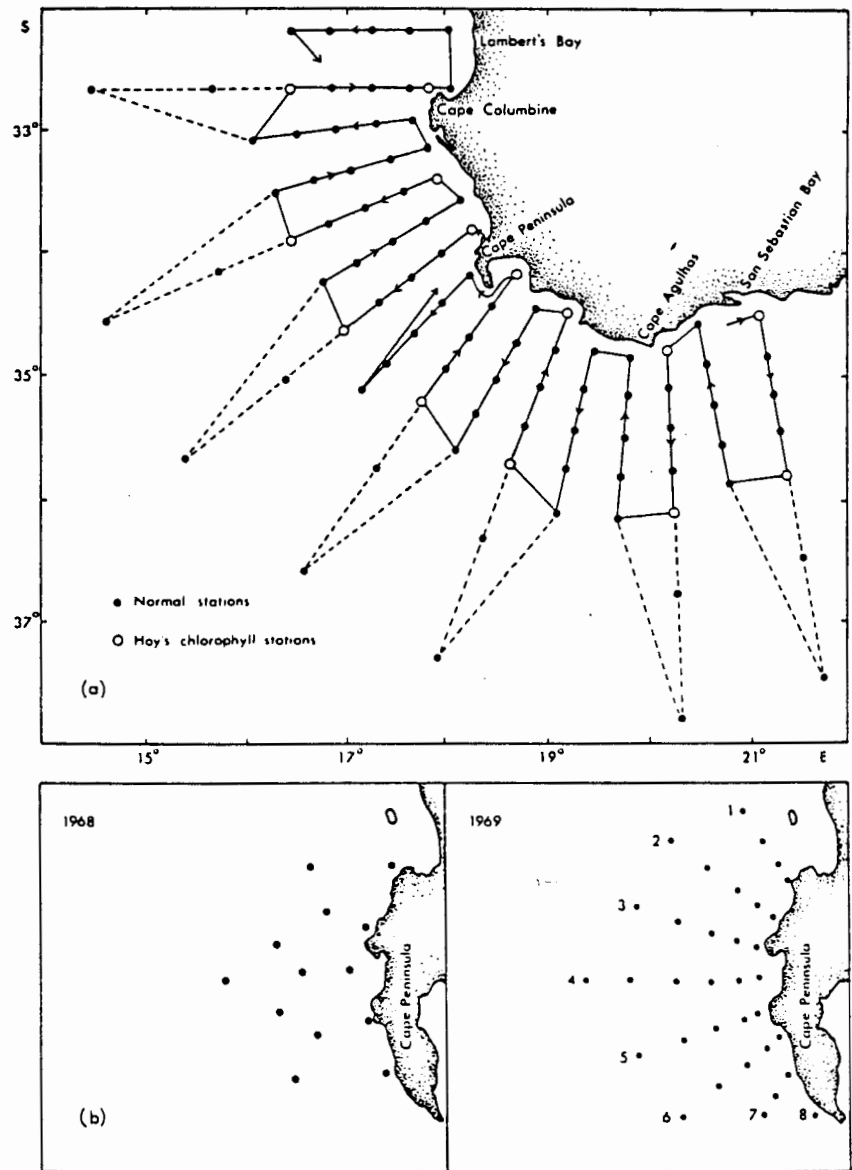 S
Lambert's Bay
33°
Cape Columbine
Cape Peninsula
San Sebastian Bay
Cape Agulhas
35°
• Normal stations
37°
○ Hoy's chlorophyll stations
(a)
15° 17° 19° 21° E
1968
Cape Peninsula
(b)
1969
1
2
3
4
Cape Peninsula
5
6 7 8